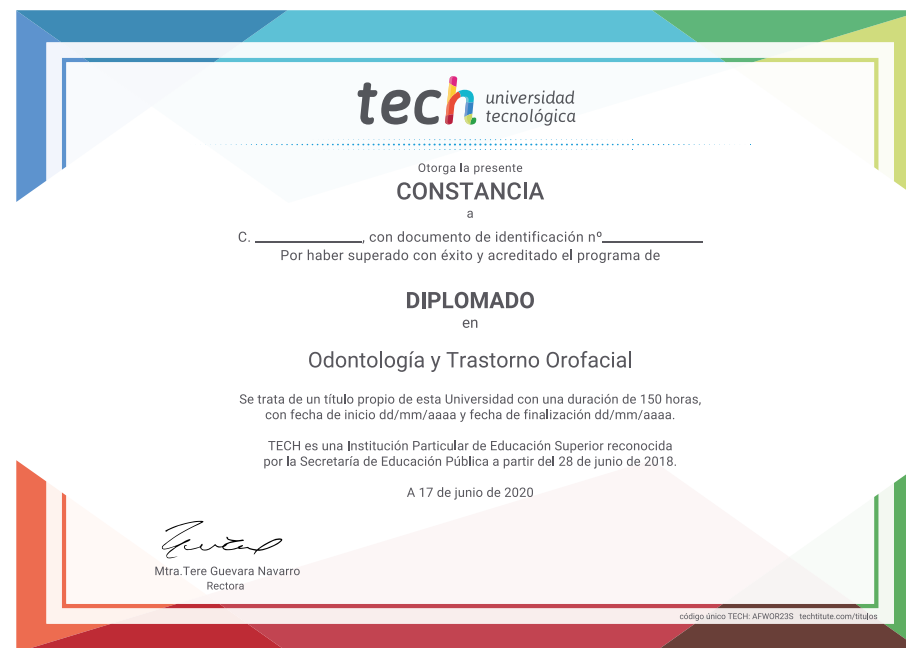 tech universidad
tecnológica
Otorga la presente
CONSTANCIA
a
C. ______________, con documento de identificación nº_____________
Por haber superado con éxito y acreditado el programa de
DIPLOMADO
en
Odontología y Trastorno Orofacial
Se trata de un título propio de esta Universidad con una duración de 150 horas,
con fecha de inicio dd/mm/aaaa y fecha de finalización dd/mm/aaaa.
TECH es una Institución Particular de Educación Superior reconocida
por la Secretaría de Educación Pública a partir del 28 de junio de 2018.
A 17 de junio de 2020
Mtra.Tere Guevara Navarro
Rectora
código único TECH: AFWOR23S techtitute.com/titulos